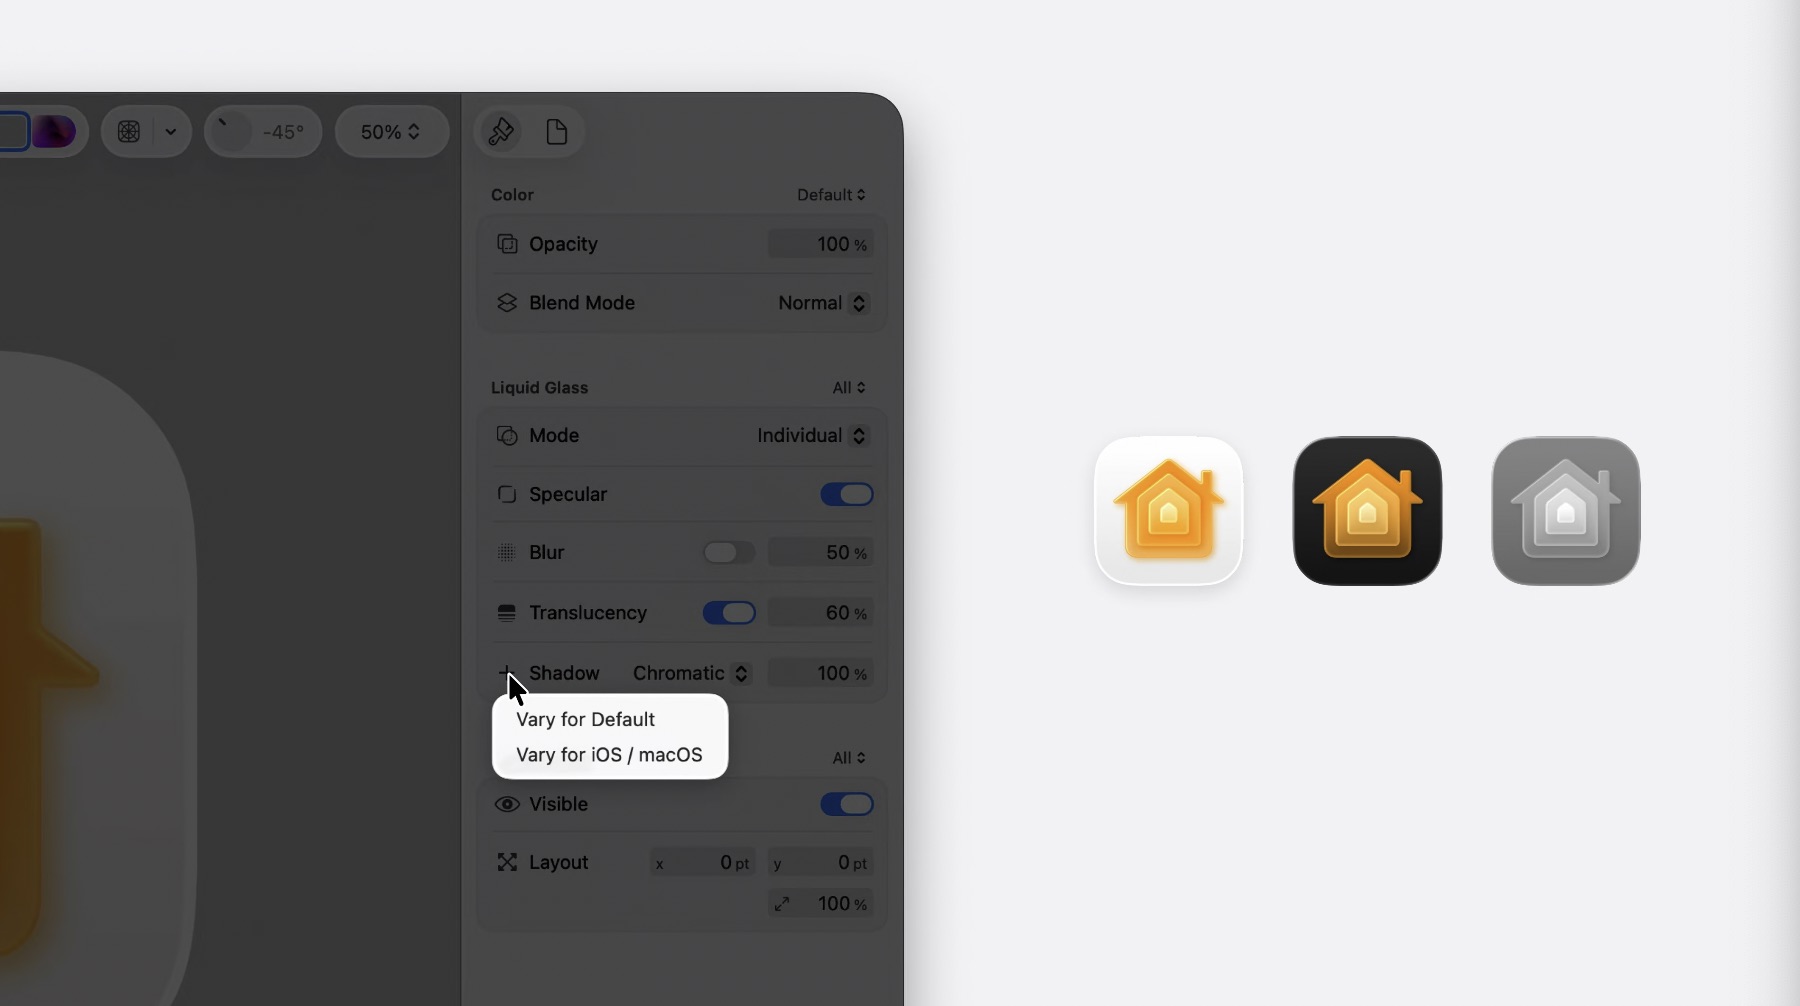 -45°
50%
Color Default
Opacity 100 %
Blend Mode Normal
Liquid Glass All
Mode Individual
Specular
Blur 50 %
Translucency 60 %
Shadow Chromatic 100 %
Vary for Default
Vary for iOS / macOS
All
Visible
Layout x 0 pt y 0 pt
100 %